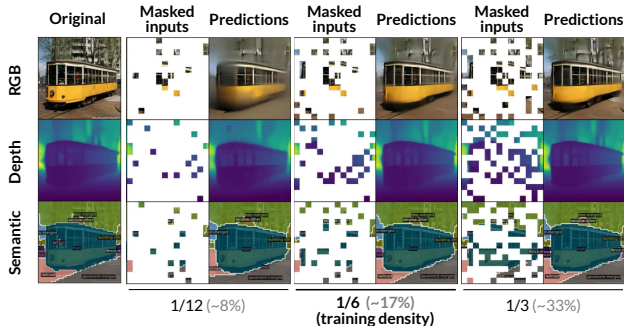 Original
Masked inputs
Predictions
Masked inputs
Predictions
Masked inputs
Predictions
RGB
Depth
Semantic
1/12 (~8%)
1/6 (~17%)
(training density)
1/3 (~33%)